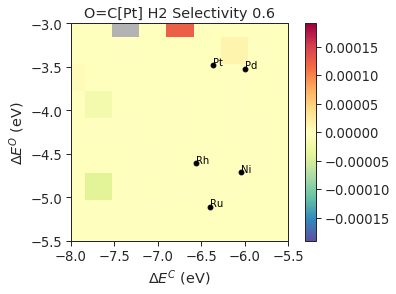 O=C[Pt] H2 Selectivity 0.6
−3.0
−3.5
−4.0
−4.5
−5.0
−5.5
ΔE^O (eV)
Pt
Pd
Rh
Ni
Ru
−8.0 −7.5 −7.0 −6.5 −6.0 −5.5
ΔE^C (eV)
0.00015
0.00010
0.00005
0.00000
−0.00005
−0.00010
−0.00015